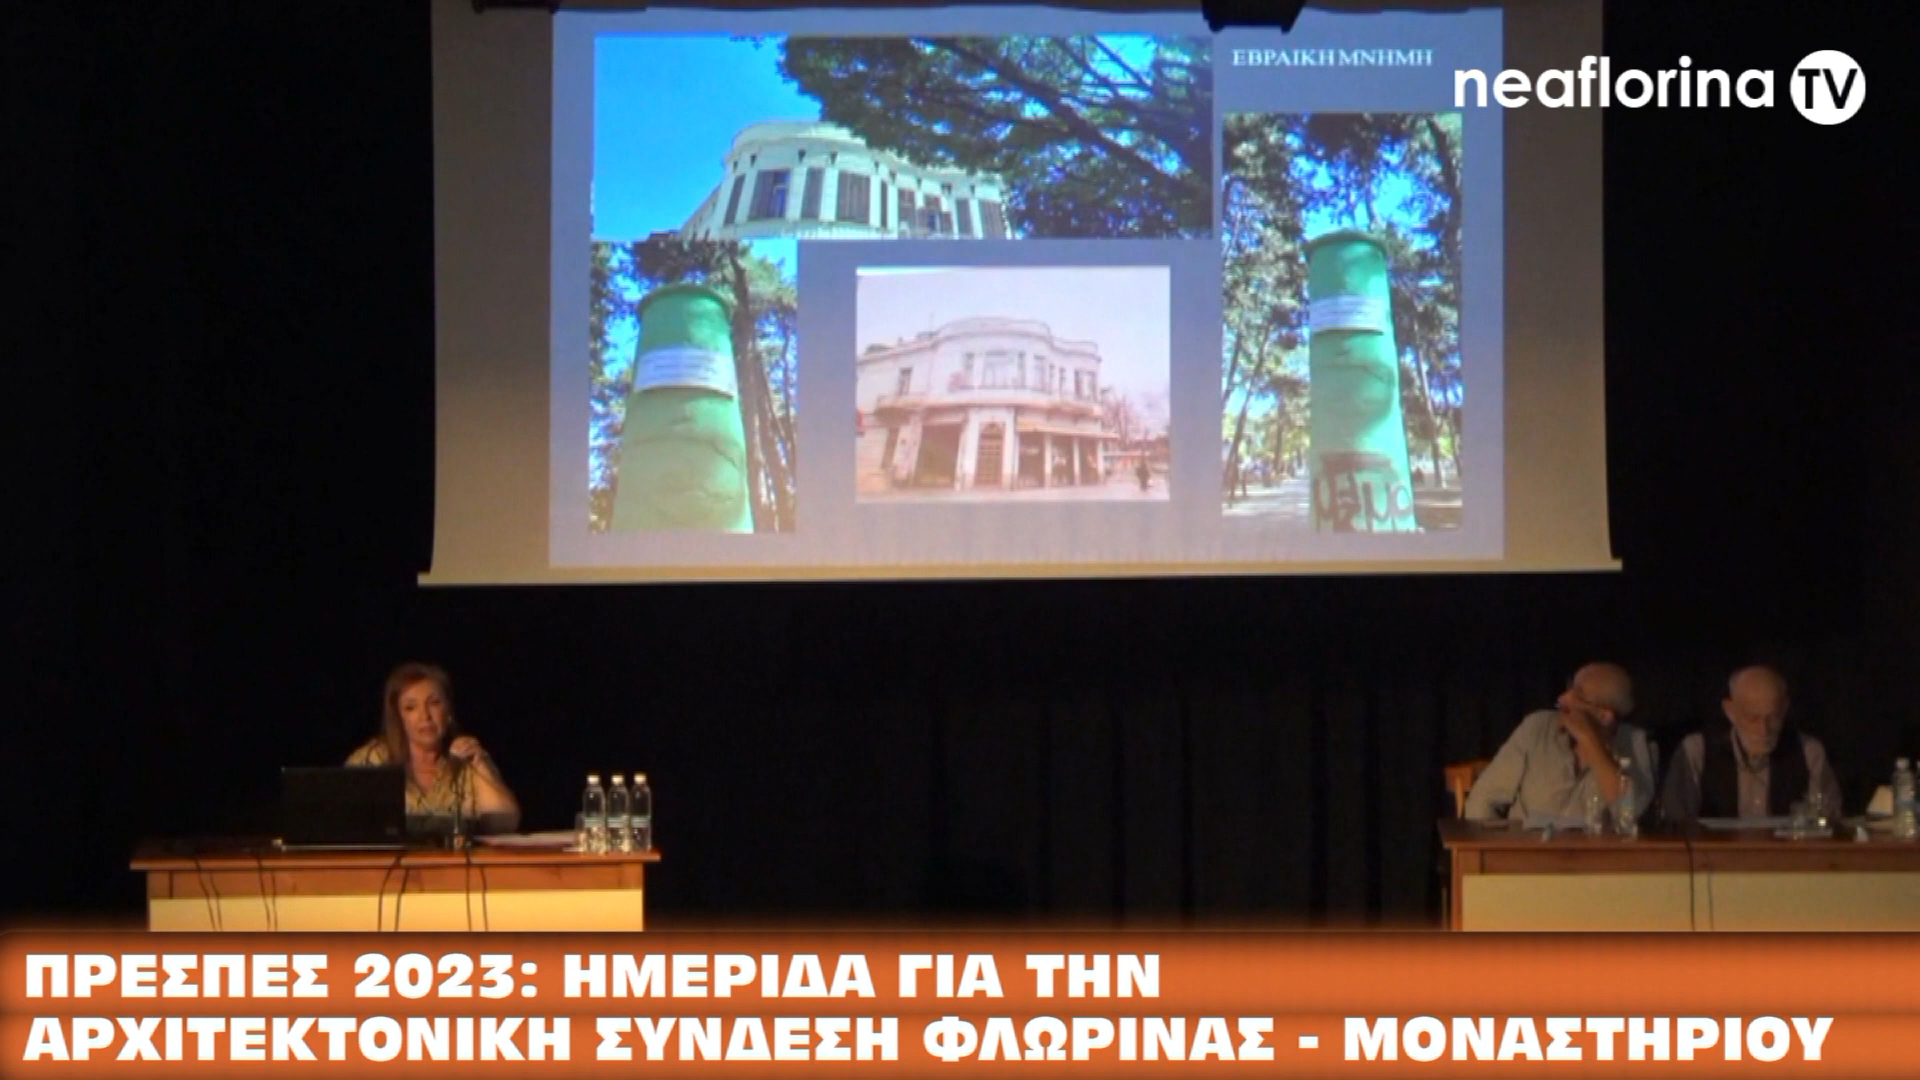 ΕΒΡΑΙΚΗ ΜΝΗΜΗ
neaflorina TV
ΠΡΕΣΠΕΣ 2023: ΗΜΕΡΙΔΑ ΓΙΑ ΤΗΝ
ΑΡΧΙΤΕΚΤΟΝΙΚΗ ΣΥΝΔΕΣΗ ΦΛΩΡΙΝΑΣ - ΜΟΝΑΣΤΗΡΙΟΥ